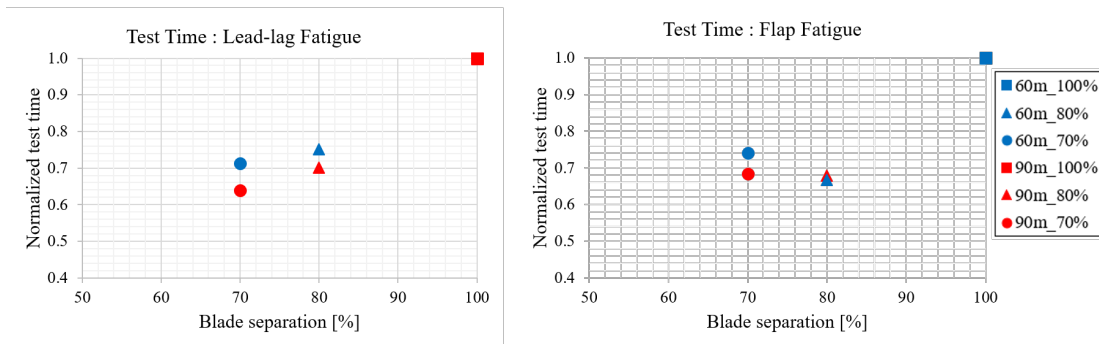 Test Time : Lead-lag Fatigue
Normalized test time
1.0
0.9
0.8
0.7
0.6
0.5
0.4
50
60
70
80
90
100
Blade separation [%]
Test Time : Flap Fatigue
Normalized test time
1.0
0.9
0.8
0.7
0.6
0.5
0.4
50
60
70
80
90
100
Blade separation [%]
60m_100%
60m_80%
60m_70%
90m_100%
90m_80%
90m_70%